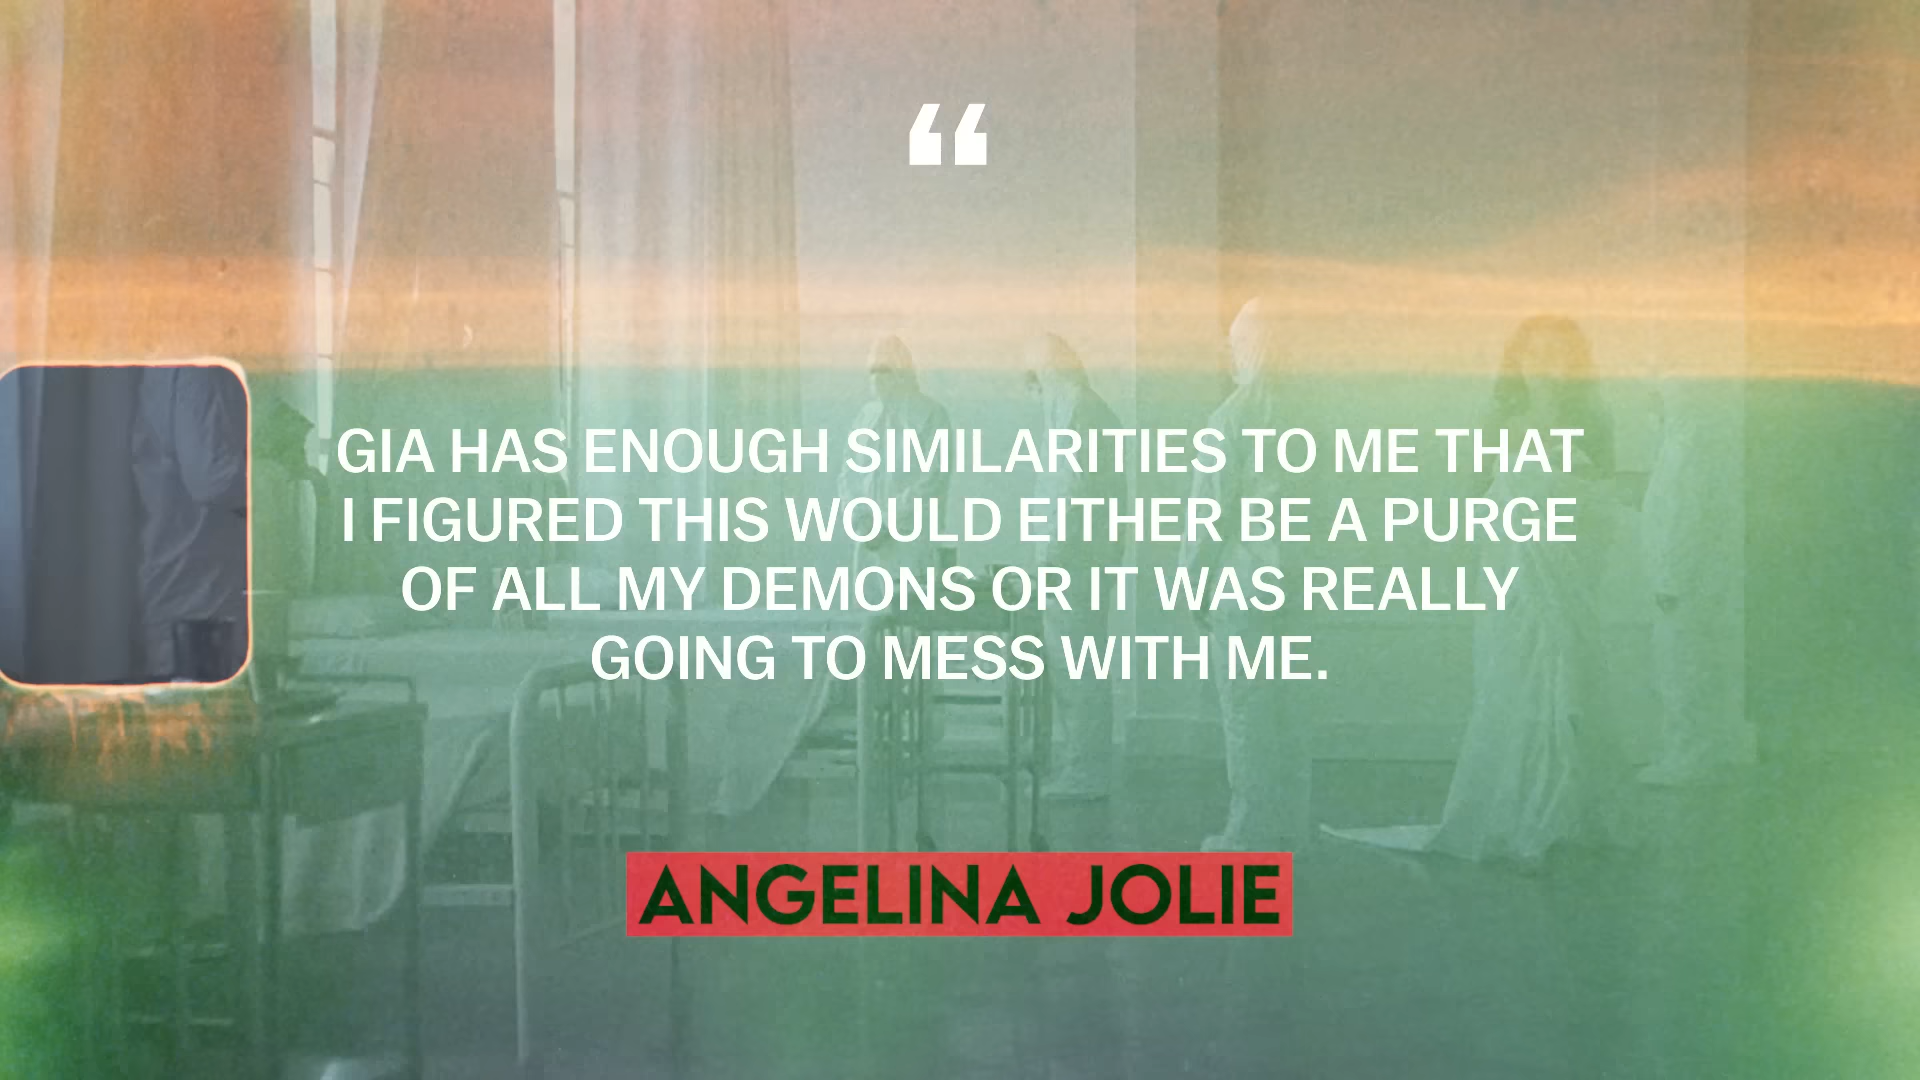 “
GIA HAS ENOUGH SIMILARITIES TO ME THAT
I FIGURED THIS WOULD EITHER BE A PURGE
OF ALL MY DEMONS OR IT WAS REALLY
GOING TO MESS WITH ME.
ANGELINA JOLIE